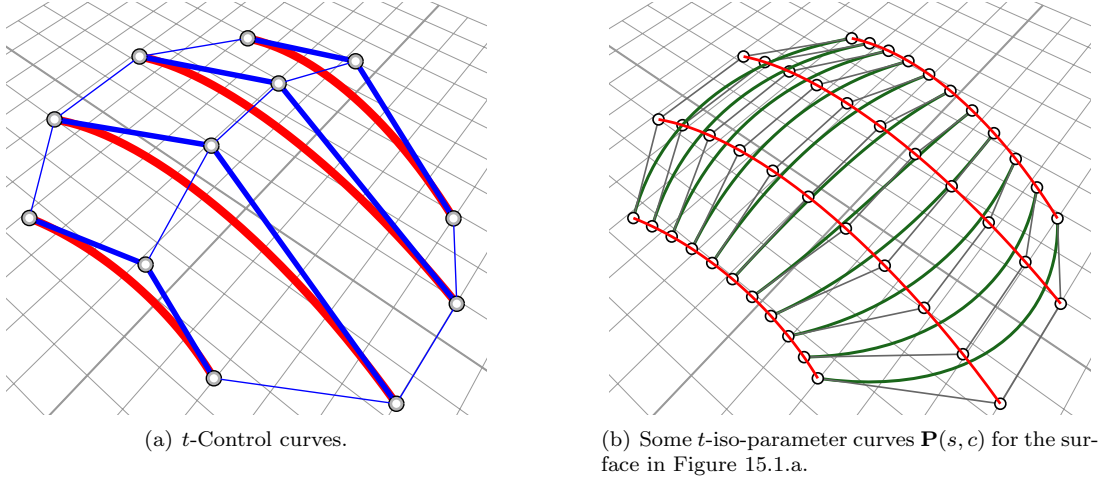 (a) t-Control curves.
(b) Some t-iso-parameter curves P(s, c) for the sur-
face in Figure 15.1.a.